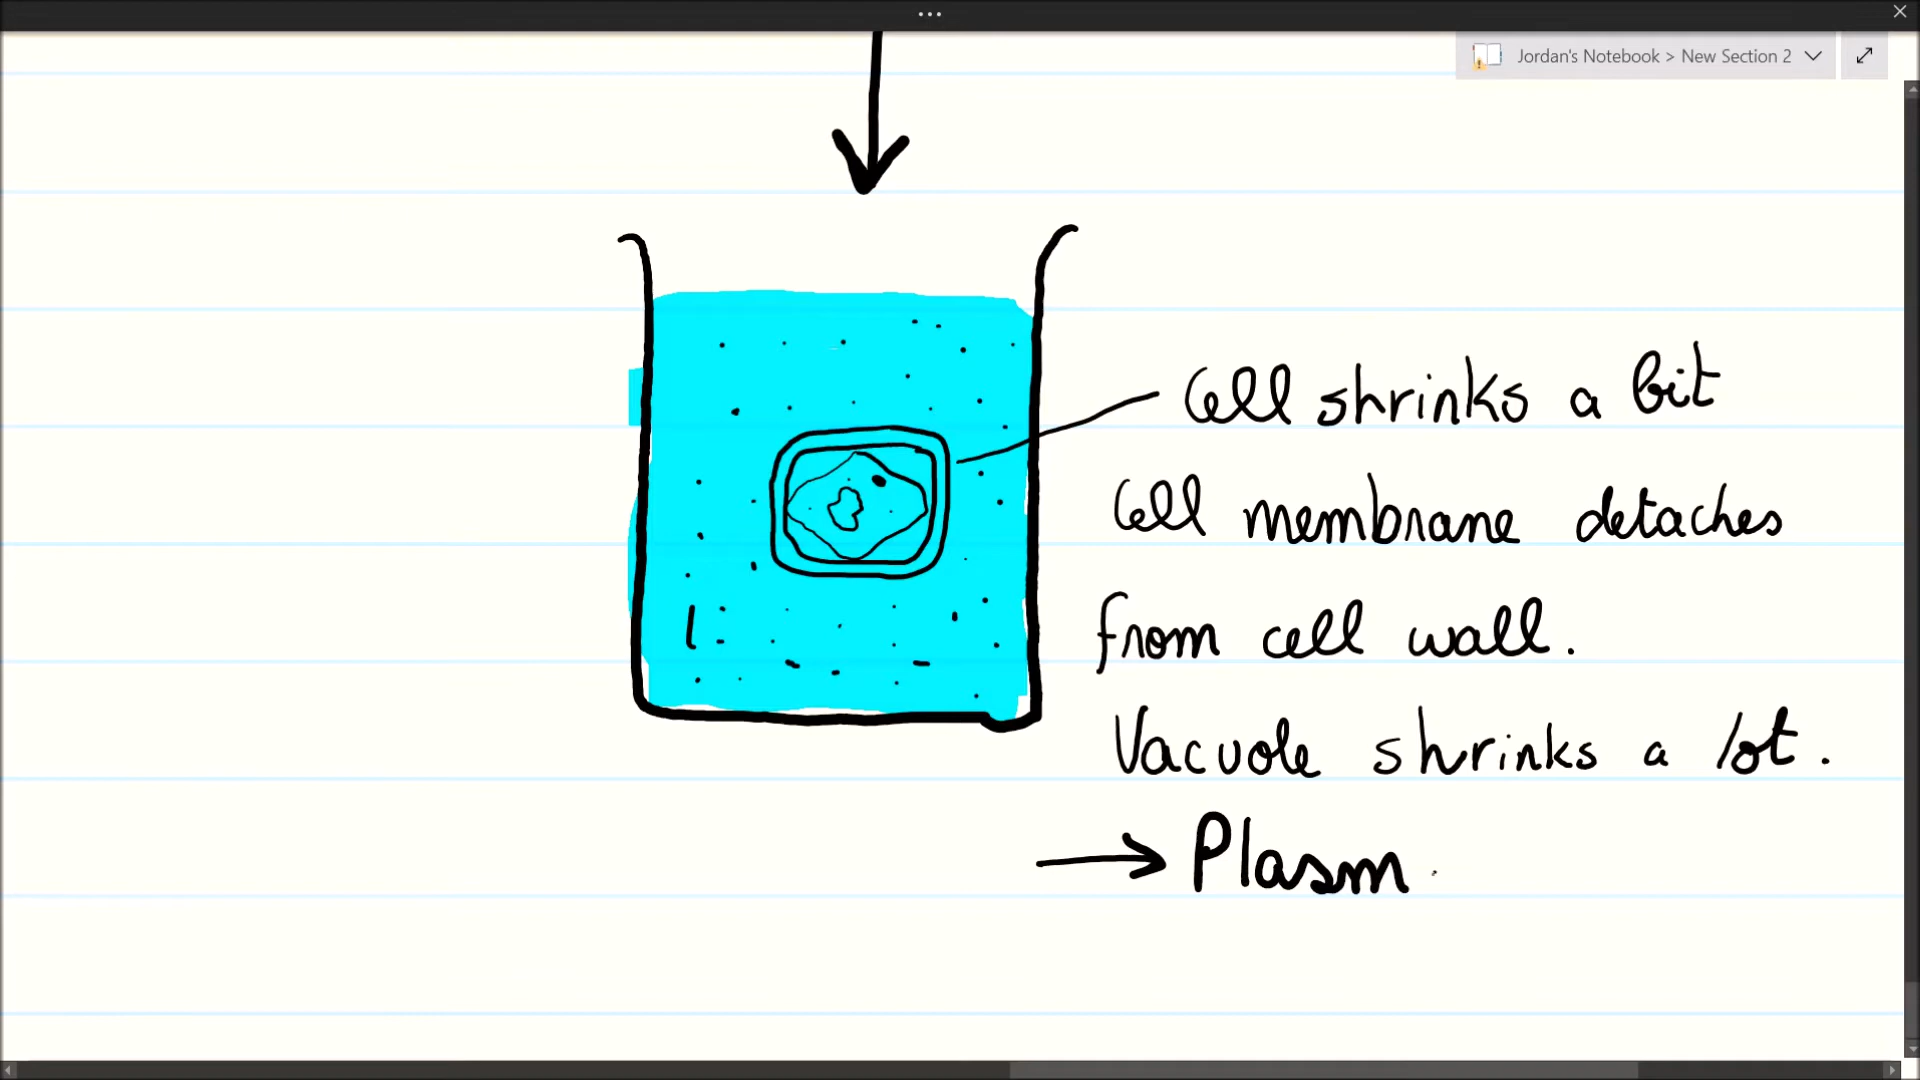 Jordan's Notebook > New Section 2
Cell shrinks a bit
Cell membrane detaches
from cell wall.
Vacuole shrinks a lot.
→ Plasm